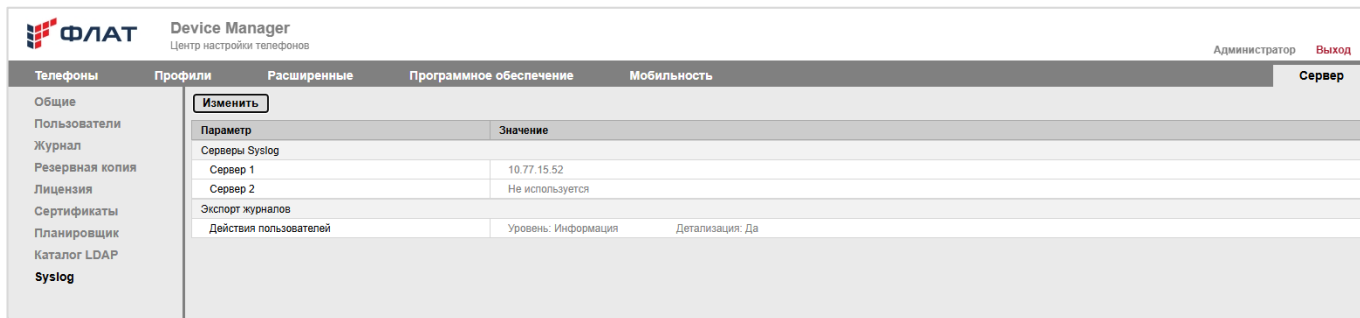 ФЛАТ
Device Manager
Центр настройки телефонов
Администратор Выход
Телефоны Профили Расширенные Программное обеспечение Мобильность Сервер
Общие
Пользователи
Журнал
Резервная копия
Лицензия
Сертификаты
Планировщик
Каталог LDAP
Syslog
Изменить
Параметр Значение
Серверы Syslog
Сервер 1 10.77.15.52
Сервер 2 Не используется
Экспорт журналов
Действия пользователей Уровень: Информация Детализация: Да